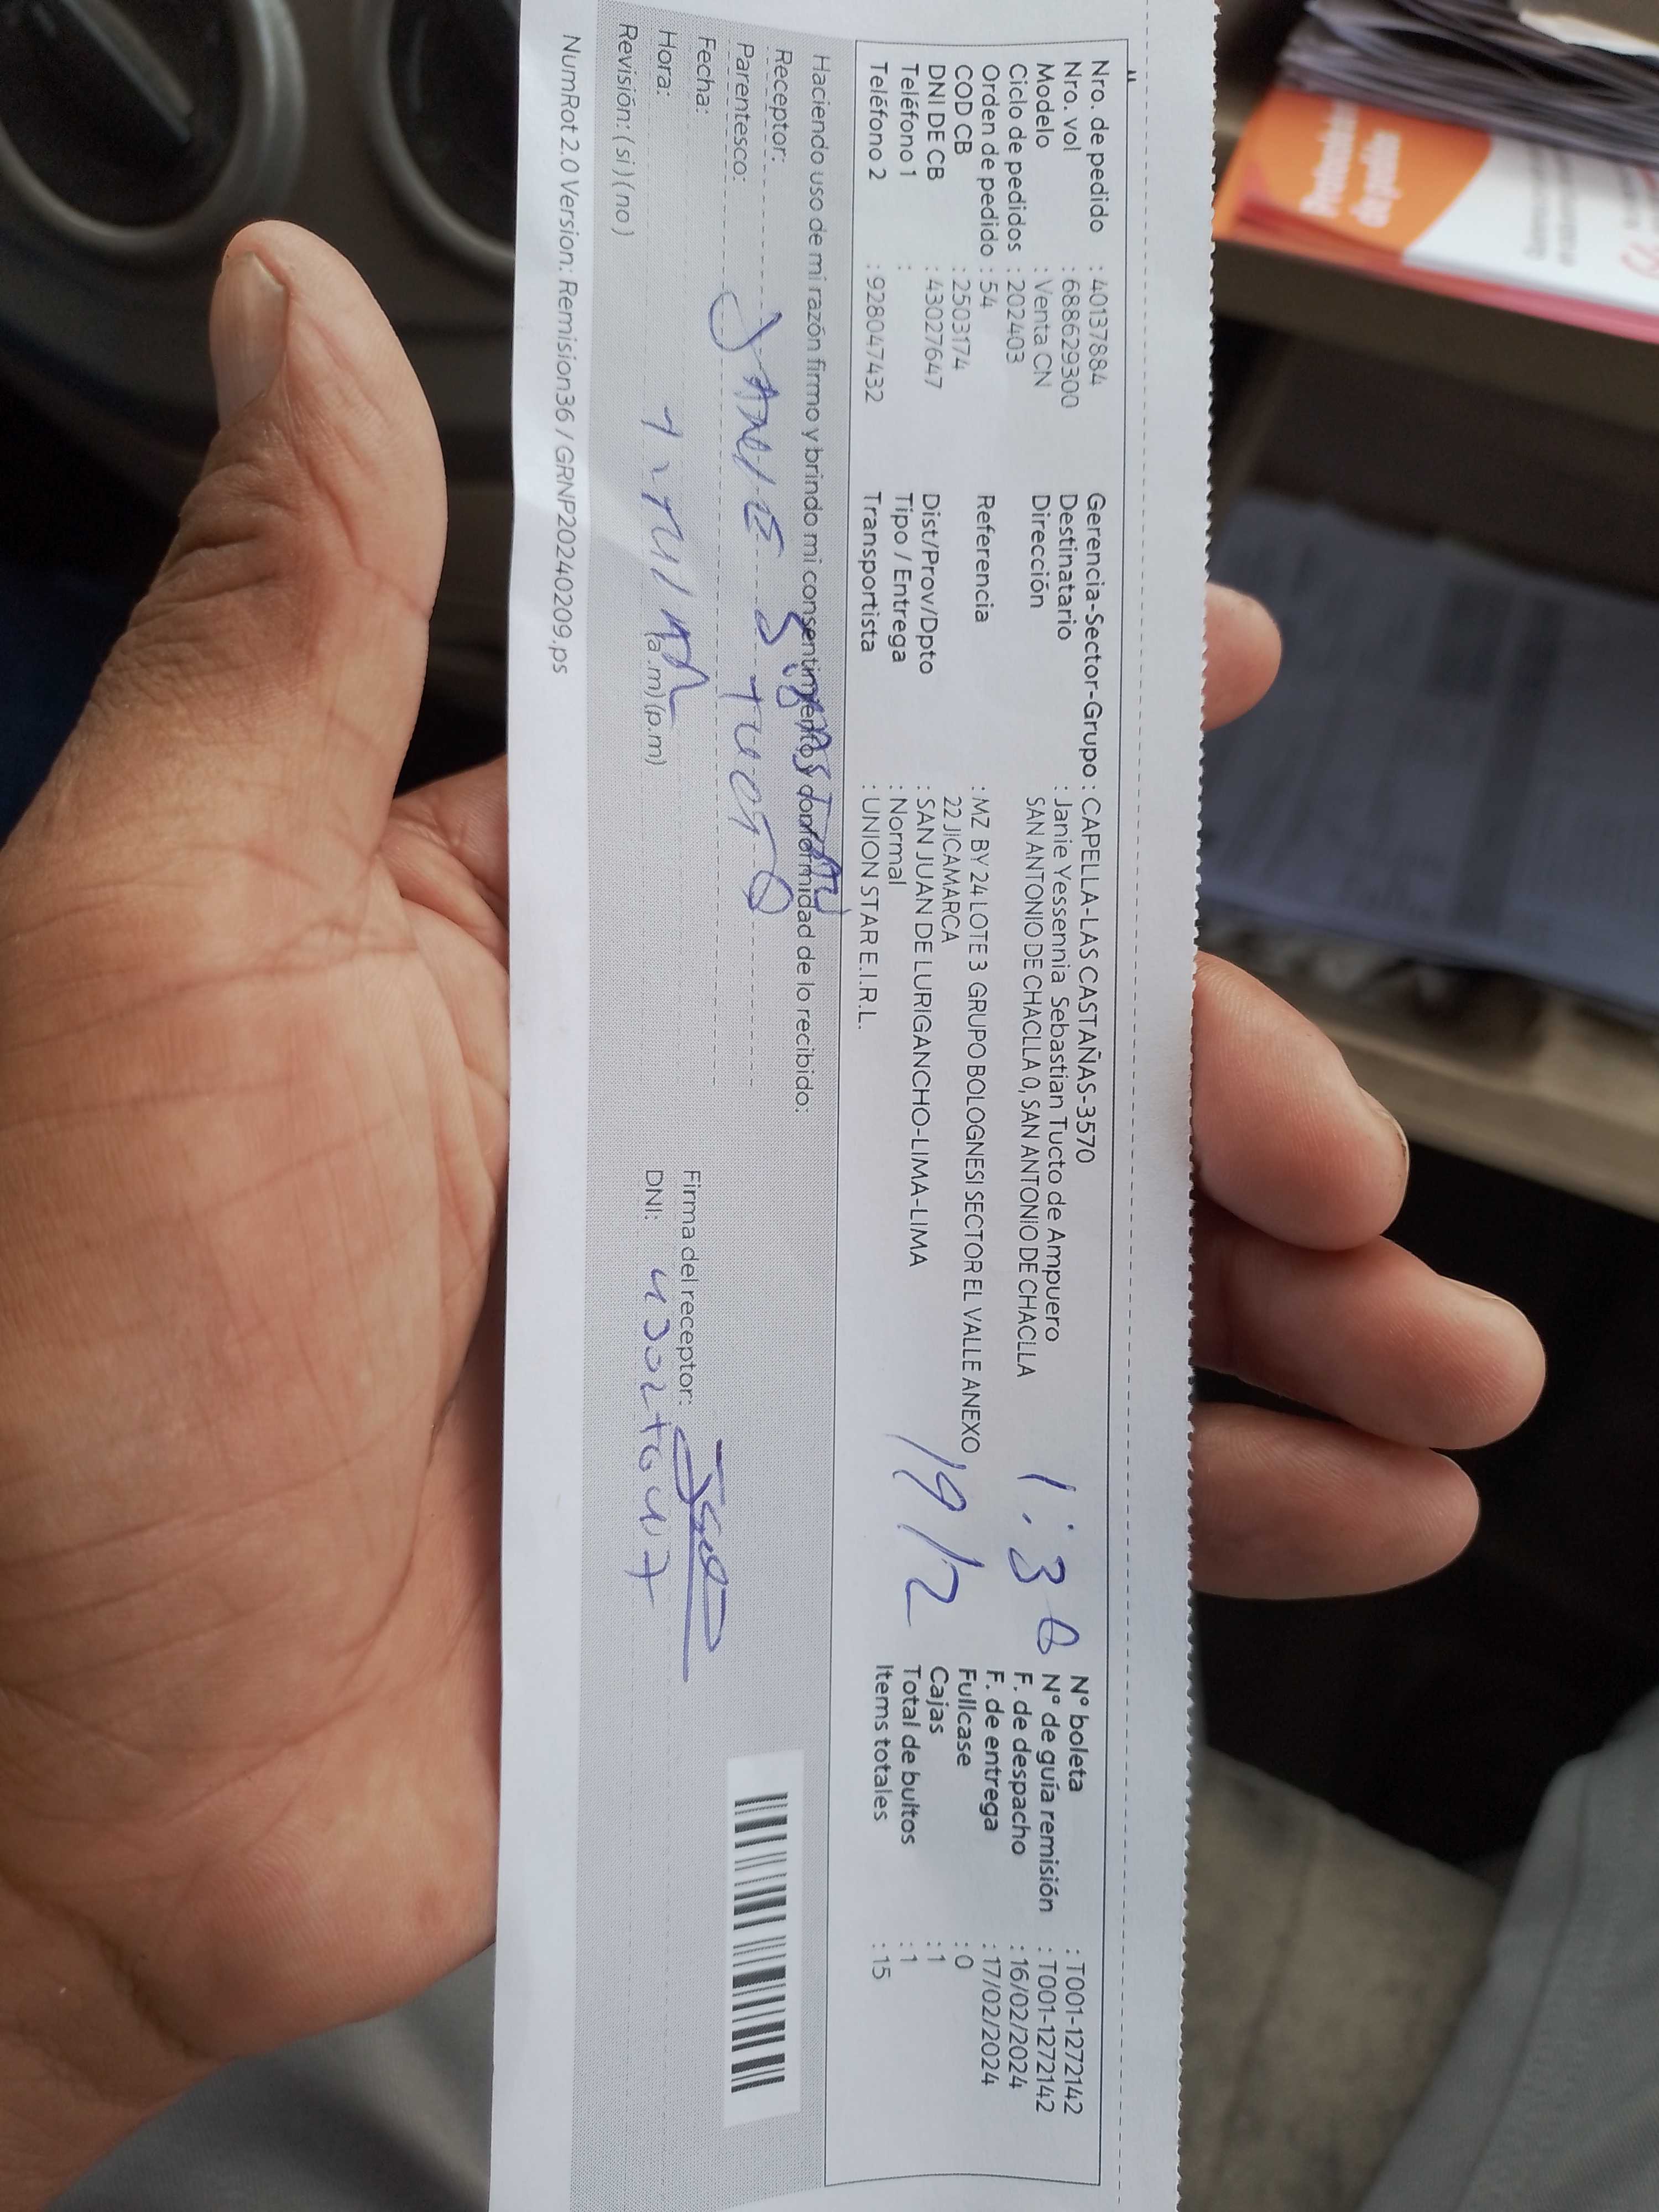 Nro. de pedido : 40137884
Nro. vol : 688629300
Modelo : Venta CN
Ciclo de pedidos : 202403
Orden de pedido : 54
COD CB : 2503174
DNI DE CB : 43027647
Teléfono 1 :
Teléfono 2 : 928047432
Gerencia-Sector-Grupo : CAPELLA-LAS CASTAÑAS-3570
Destinatario : Janie Yessennia Sebastian Tucto de Ampuero
Dirección SAN ANTONIO DE CHACLLA 0, SAN ANTONIO DE CHACLLA
Referencia : MZ BY 24 LOTE 3 GRUPO BOLOGNESI SECTOR EL VALLE ANEXO
22 JICAMARCA
Dist/Prov/Dpto : SAN JUAN DE LURIGANCHO-LIMA-LIMA
Tipo / Entrega : Normal
Transportista : UNION STAR E.I.R.L.
1:30
19/2
N° boleta : T001-1272142
N° de guía remisión : T001-1272142
F. de despacho : 16/02/2024
F. de entrega : 17/02/2024
Fullcase : 0
Cajas : 1
Total de bultos : 1
Items totales : 15
Haciendo uso de mi razón firmo y brindo mi consentimiento y conformidad de lo recibido:
Receptor:
Parentesco:
Fecha:
Hora: (a.m) (p.m)
Revisión: (si) (no)
Firma del receptor:
DNI: 43027647
NumRot 2.0 Version: Remision36 / GRNP20240209.ps